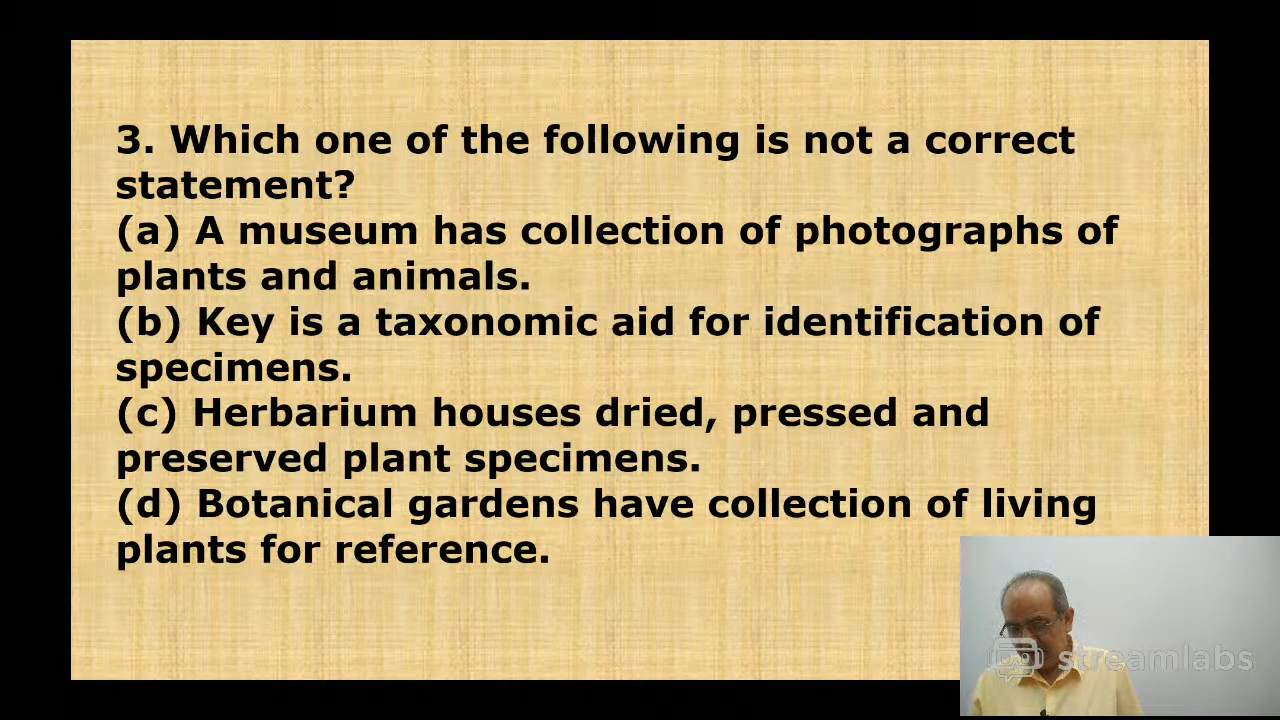 3. Which one of the following is not a correct
statement?
(a) A museum has collection of photographs of
plants and animals.
(b) Key is a taxonomic aid for identification of
specimens.
(c) Herbarium houses dried, pressed and
preserved plant specimens.
(d) Botanical gardens have collection of living
plants for reference.
streamlabs